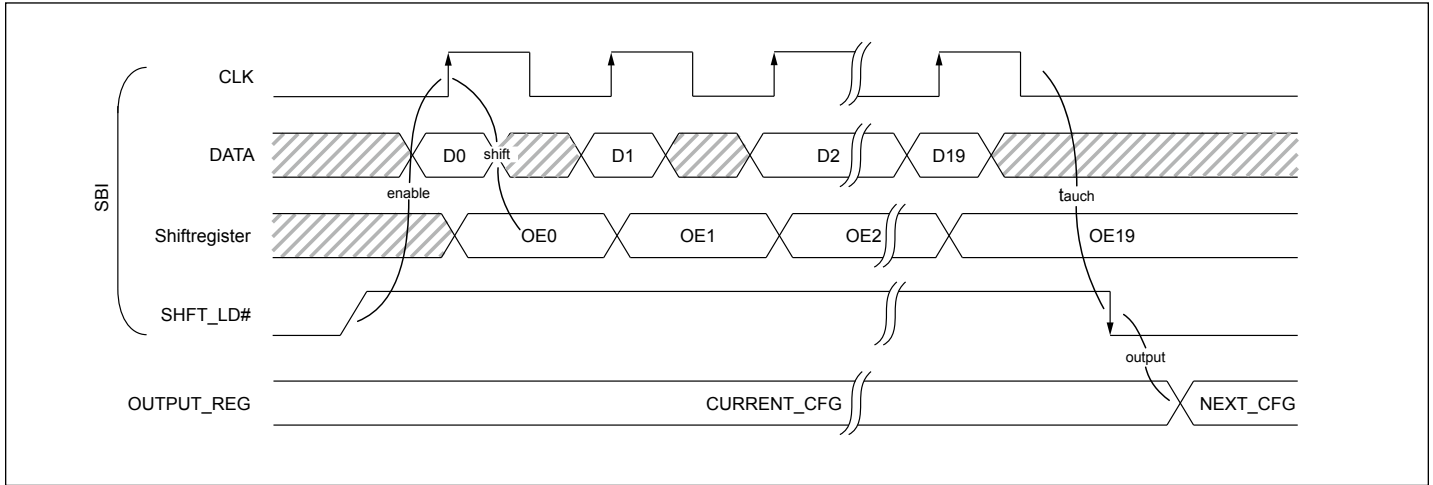 SBI
CLK
DATA
D0
shift
D1
D2
D19
enable
tauch
Shiftregister
OE0
OE1
OE2
OE19
SHFT_LD#
output
OUTPUT_REG
CURRENT_CFG
NEXT_CFG